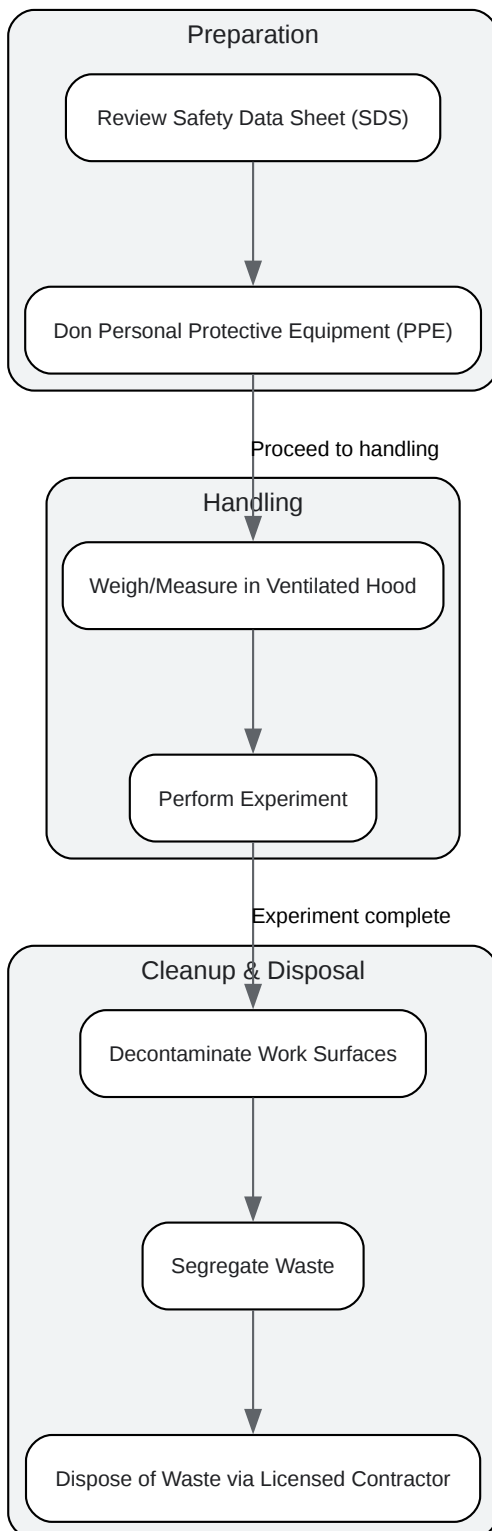 Preparation
Review Safety Data Sheet (SDS)
Don Personal Protective Equipment (PPE)
Proceed to handling
Handling
Weigh/Measure in Ventilated Hood
Perform Experiment
Experiment complete
Cleanup & Disposal
Decontaminate Work Surfaces
Segregate Waste
Dispose of Waste via Licensed Contractor